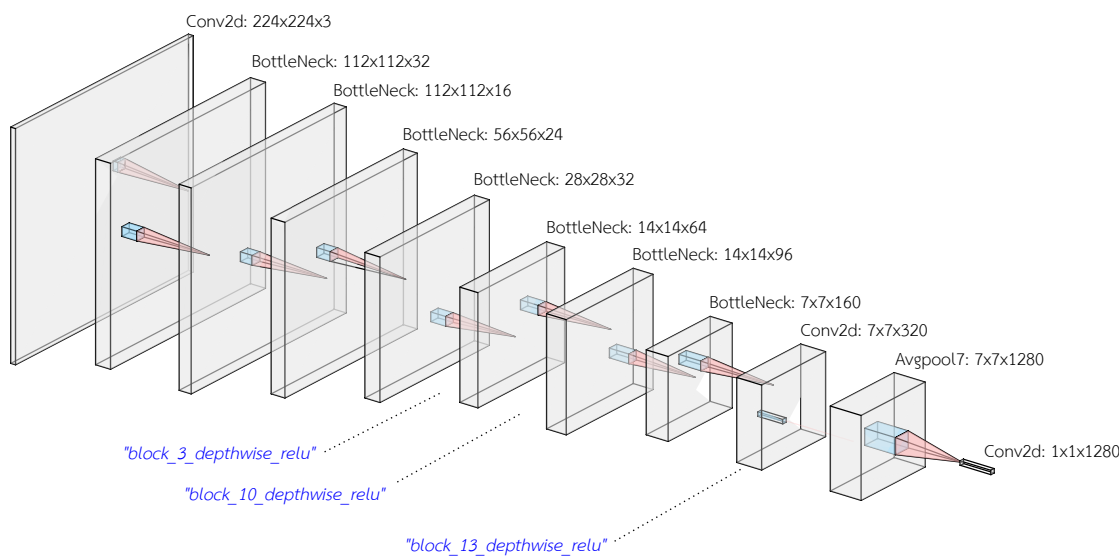 Conv2d: 224x224x3
BottleNeck: 112x112x32
BottleNeck: 112x112x16
BottleNeck: 56x56x24
BottleNeck: 28x28x32
BottleNeck: 14x14x64
BottleNeck: 14x14x96
BottleNeck: 7x7x160
Conv2d: 7x7x320
Avgpool7: 7x7x1280
Conv2d: 1x1x1280
"block_3_depthwise_relu"
"block_10_depthwise_relu"
"block_13_depthwise_relu"